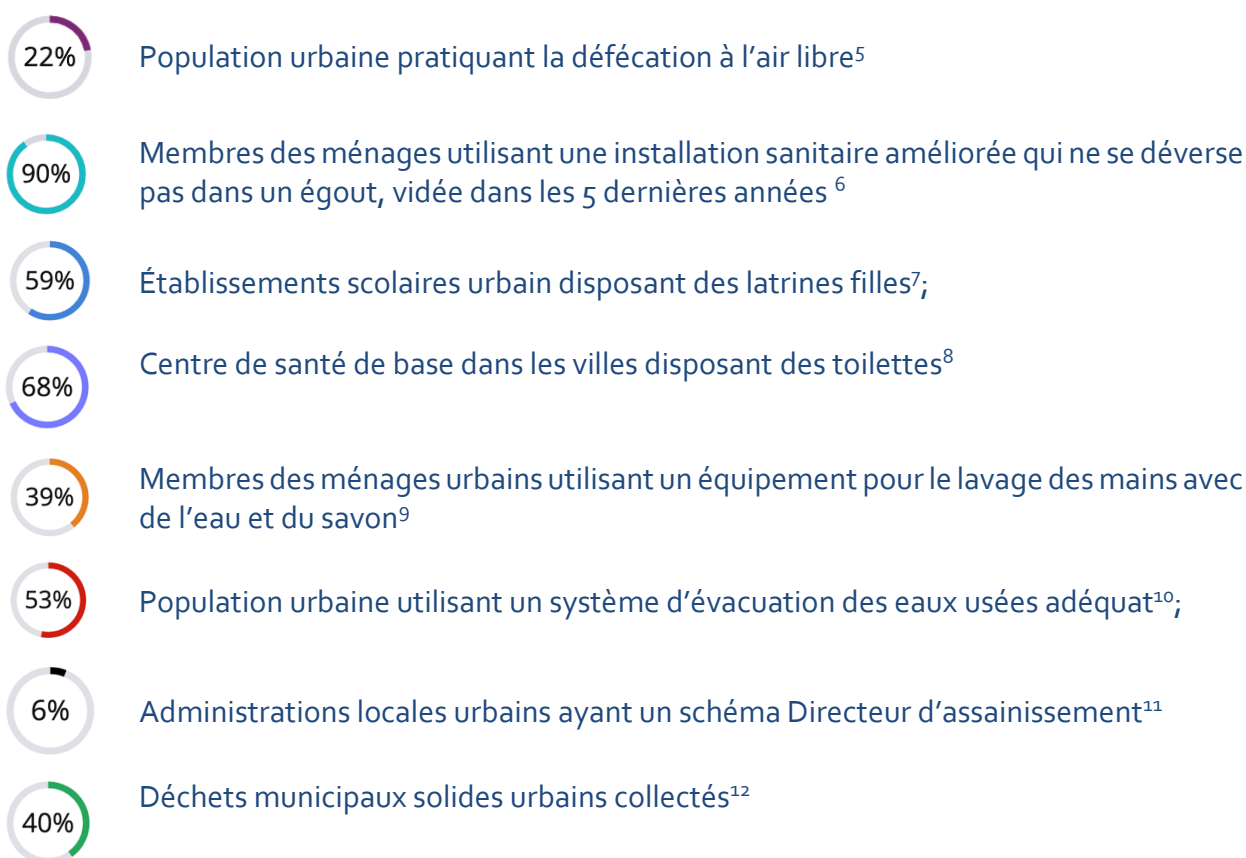 22%
Population urbaine pratiquant la défécation à l’air libre⁵
90%
Membres des ménages utilisant une installation sanitaire améliorée qui ne se déverse
pas dans un égout, vidée dans les 5 dernières années ⁶
59%
Établissements scolaires urbain disposant des latrines filles⁷;
68%
Centre de santé de base dans les villes disposant des toilettes⁸
39%
Membres des ménages urbains utilisant un équipement pour le lavage des mains avec
de l’eau et du savon⁹
53%
Population urbaine utilisant un système d’évacuation des eaux usées adéquat¹⁰;
6%
Administrations locales urbains ayant un schéma Directeur d’assainissement¹¹
40%
Déchets municipaux solides urbains collectés¹²